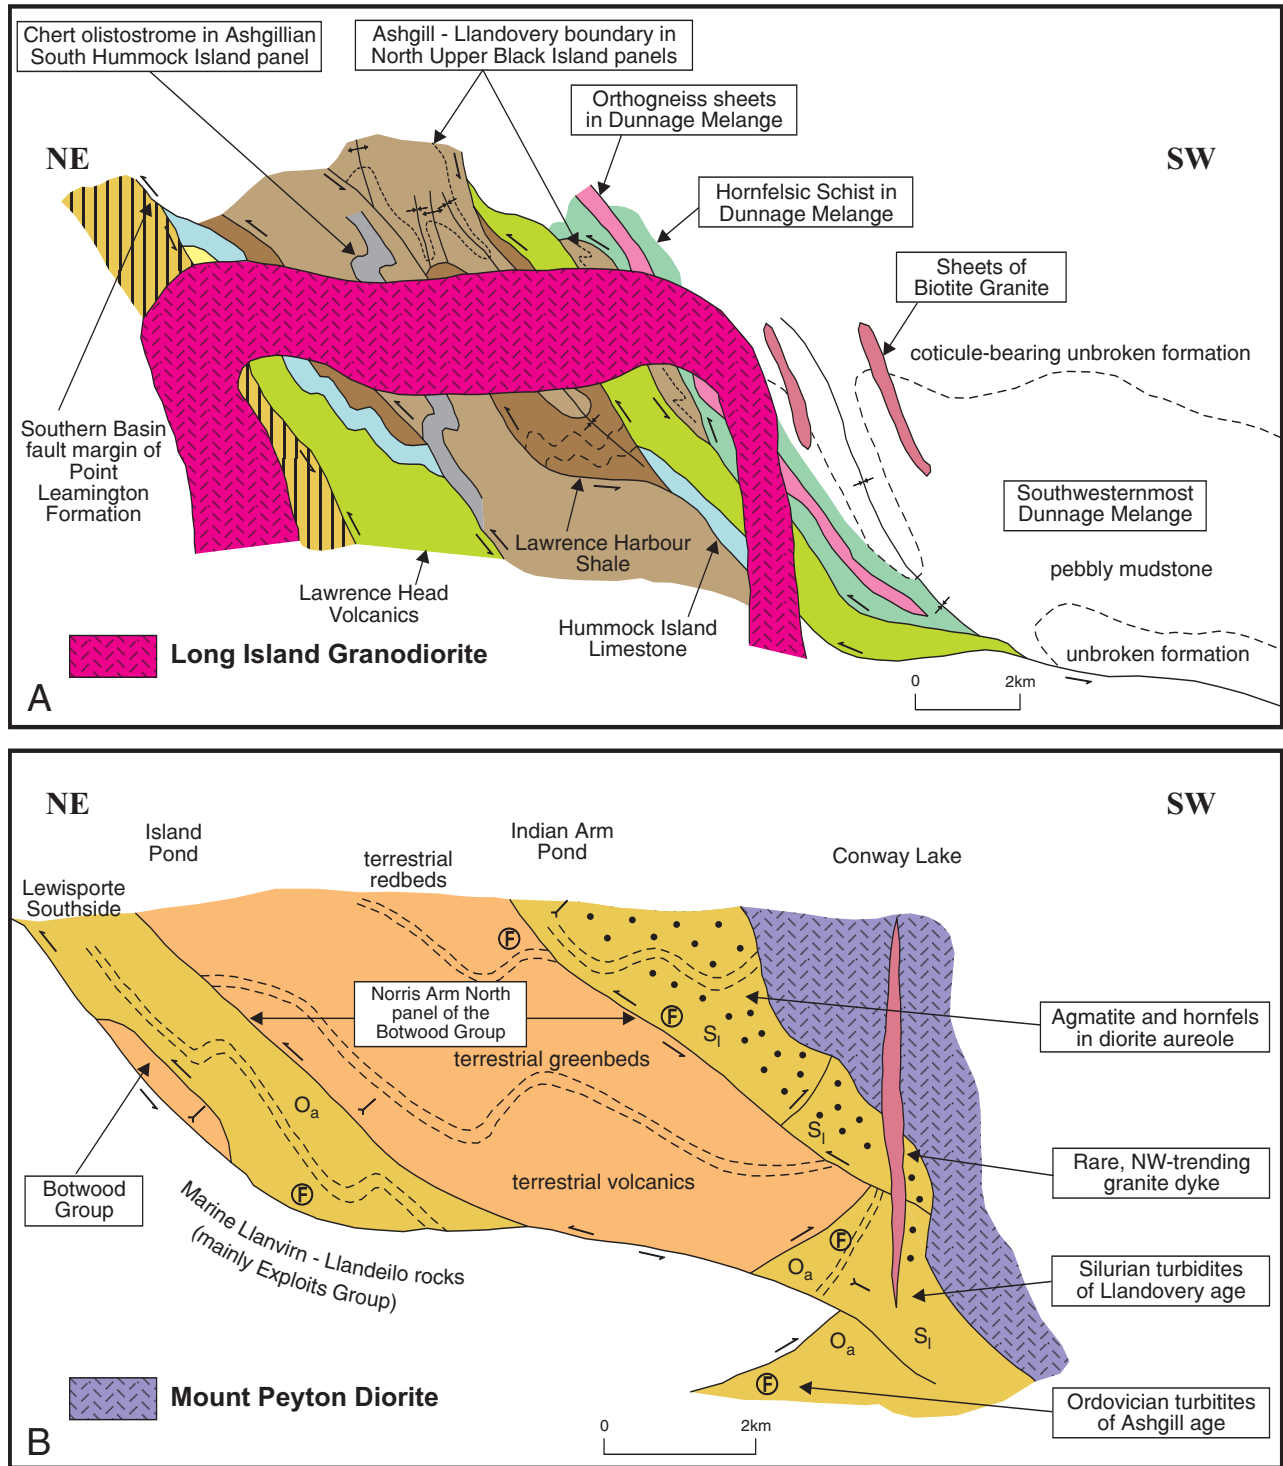 Chert olistostrome in Ashgillian
South Hummock Island panel
Ashgill - Llandovery boundary in
North Upper Black Island panels
Orthogneiss sheets
in Dunnage Melange
NE
SW
Hornfelsic Schist in
Dunnage Melange
Sheets of
Biotite Granite
coticule-bearing unbroken formation
Southern Basin
fault margin of
Point
Leamington
Formation
Southwesternmost
Dunnage Melange
Lawrence Harbour
Shale
pebbly mudstone
Lawrence Head
Volcanics
Hummock Island
Limestone
unbroken formation
Long Island Granodiorite
0
2km
A
NE
SW
Island
Pond
Indian Arm
Pond
terrestrial
redbeds
Conway Lake
Lewisporte
Southside
F
Norris Arm North
panel of the
Botwood Group
F
Sl
Agmatite and hornfels
in diorite aureole
terrestrial greenbeds
Oa
Sl
Rare, NW-trending
granite dyke
Botwood
Group
F
terrestrial volcanics
Marine Llanvirn - Llandeilo rocks
(mainly Exploits Group)
F
Oa
Silurian turbidites
of Llandovery age
Oa
Sl
F
Ordovician turbitites
of Ashgill age
Mount Peyton Diorite
0
2km
B